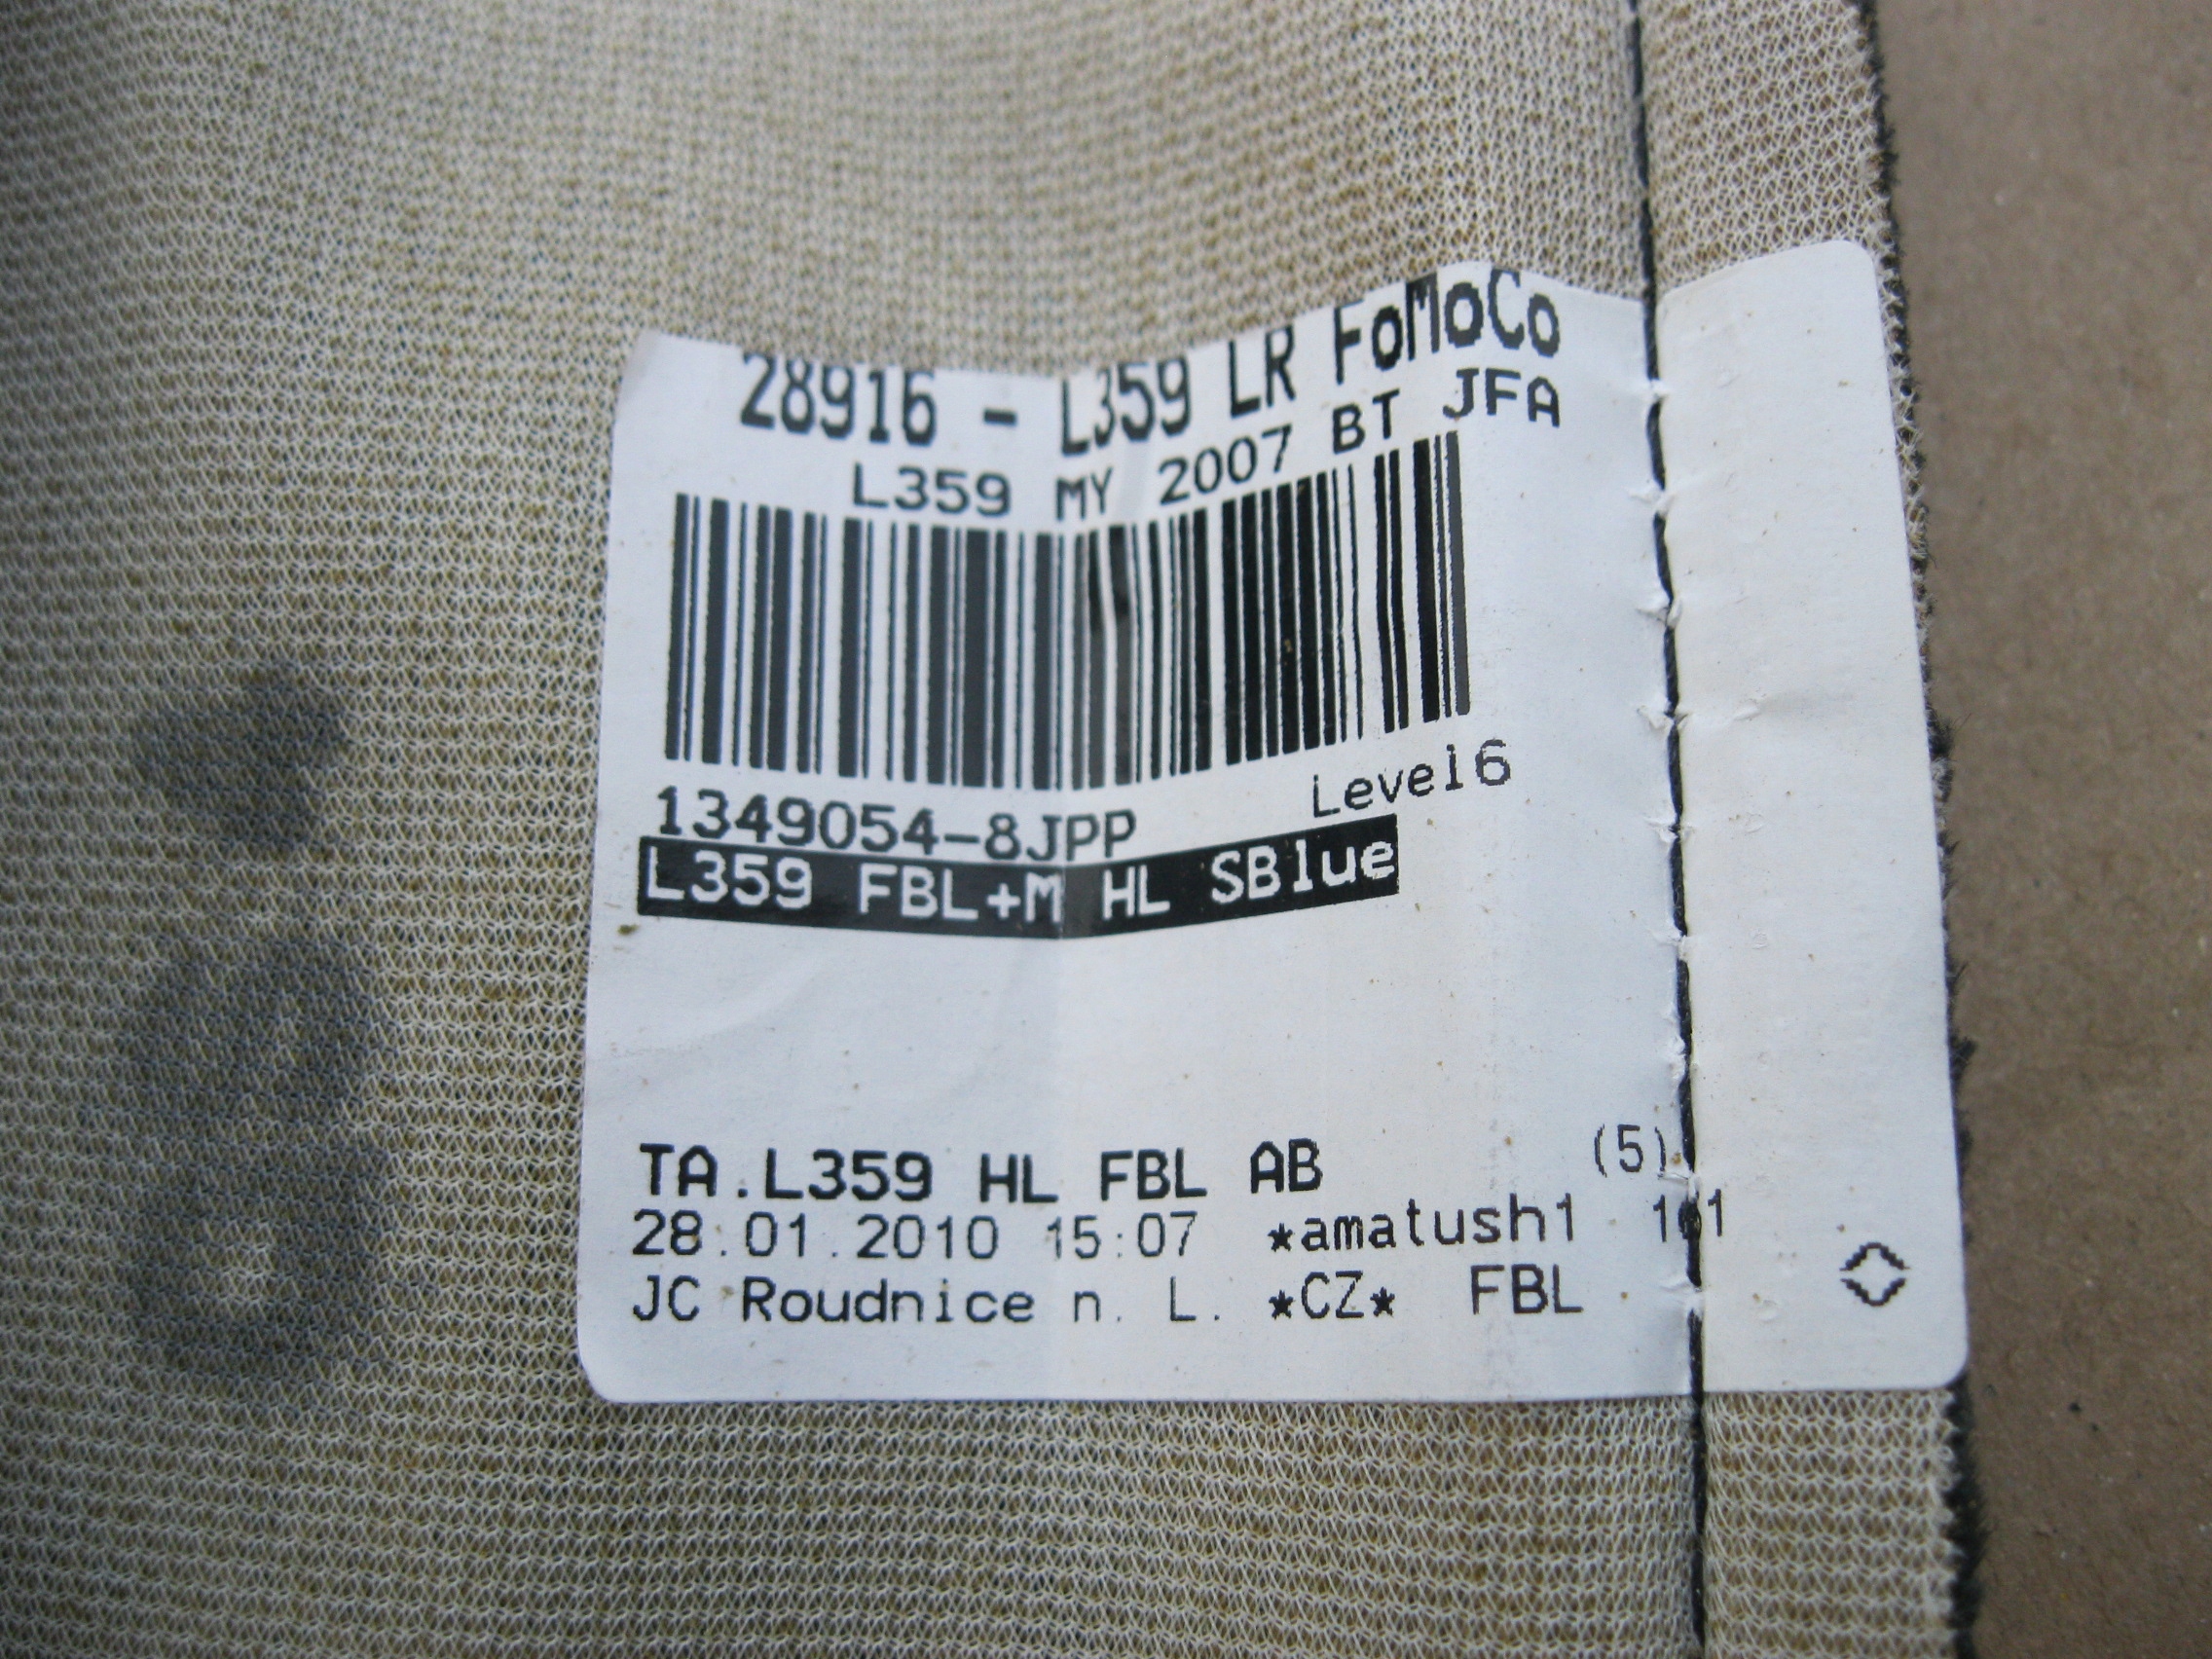 28916 - L359 LR FoMoCo
L359 MY 2007 BT JFA
Level6
1349054-8JPP
L359 FBL+M HL SBlue
TA.L359 HL FBL AB (5)
28.01.2010 15:07 *amatush1
JC Roudnice n. L. *CZ* FBL